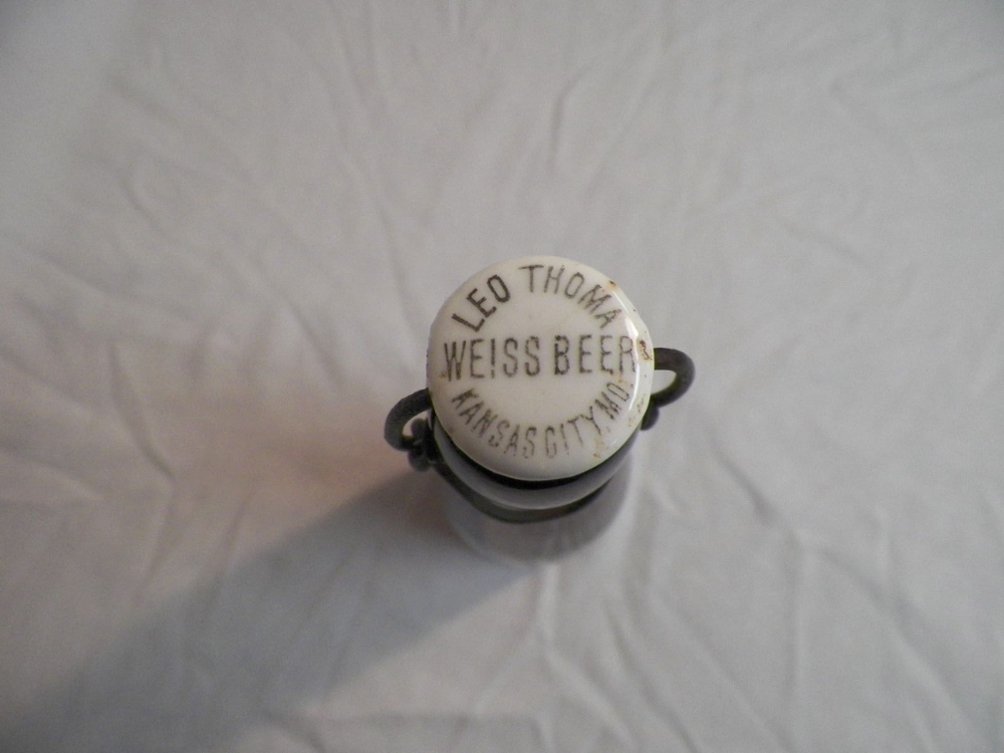 LEO THOMA
WEISS BEER
KANSAS CITY, MO.